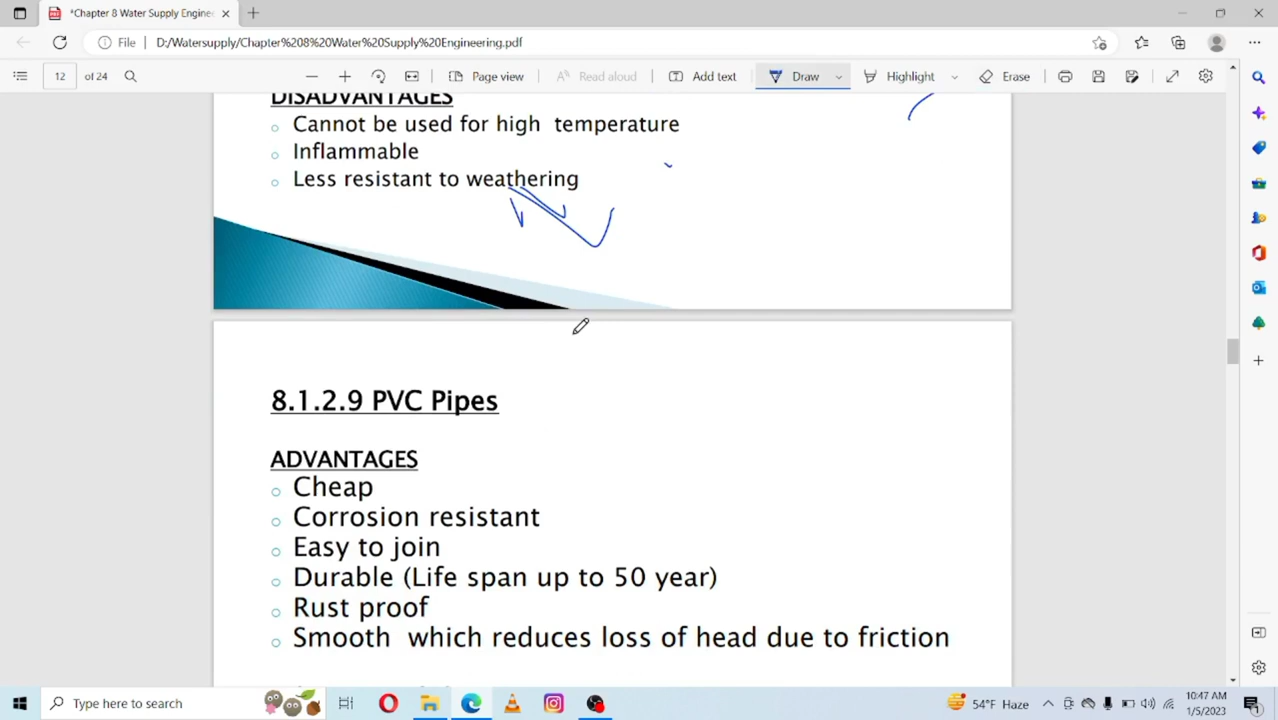 *Chapter 8 Water Supply Engine
File D:/Watersupply/Chapter%208%20Water%20Supply%20Engineering.pdf
12 of 24 Page view Read aloud Add text Draw Highlight Erase
DISADVANTAGES
Cannot be used for high temperature
Inflammable
Less resistant to weathering
8.1.2.9 PVC Pipes
ADVANTAGES
Cheap
Corrosion resistant
Easy to join
Durable (Life span up to 50 year)
Rust proof
Smooth which reduces loss of head due to friction
Type here to search
54°F Haze
10:47 AM
1/5/2023